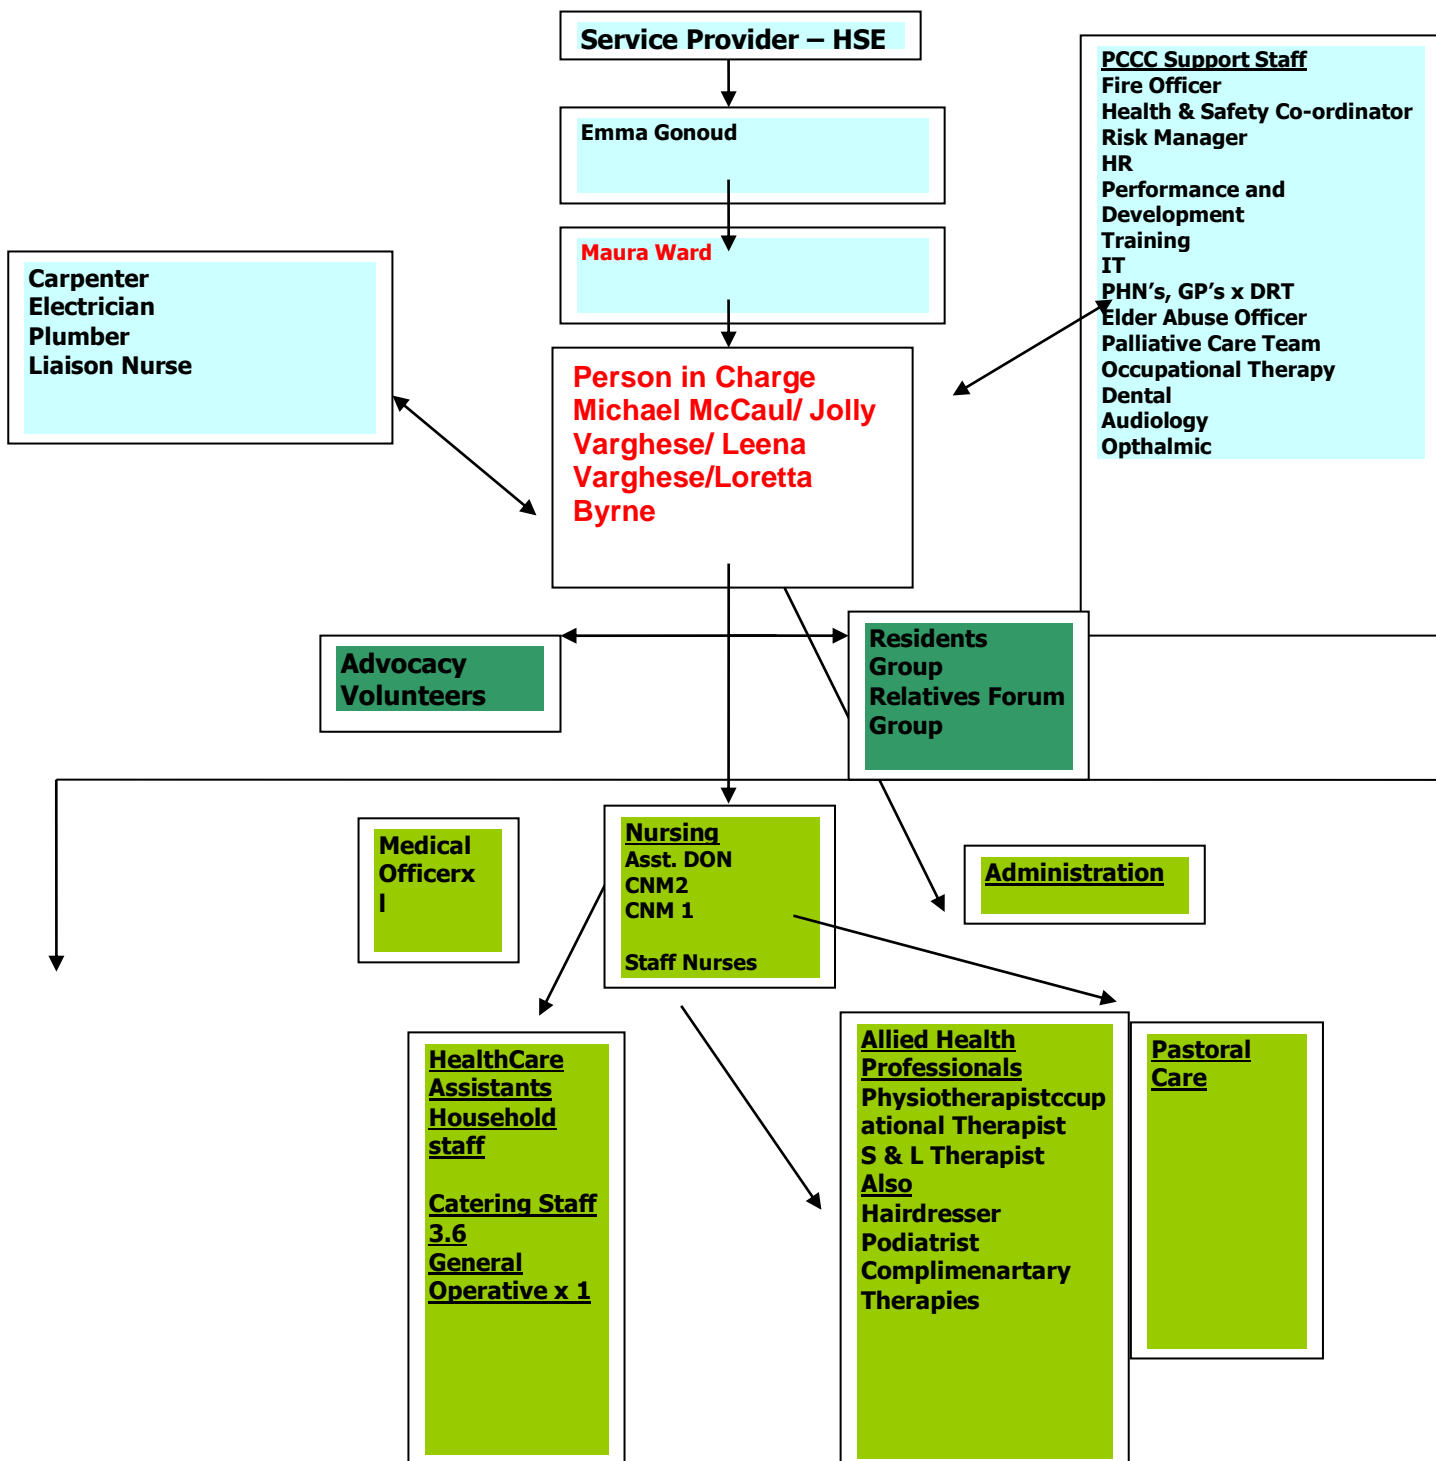 Service Provider – HSE
Emma Gonoud
Maura Ward
PCCC Support Staff
Fire Officer
Health & Safety Co-ordinator
Risk Manager
HR
Performance and
Development
Training
IT
PHN’s, GP’s x DRT
Elder Abuse Officer
Palliative Care Team
Occupational Therapy
Dental
Audiology
Opthalmic
Carpenter
Electrician
Plumber
Liaison Nurse
Person in Charge
Michael McCaul/ Jolly
Varghese/ Leena
Varghese/Loretta
Byrne
Advocacy
Volunteers
Residents
Group
Relatives Forum
Group
Medical
Officerx
I
Nursing
Asst. DON
CNM2
CNM 1
Staff Nurses
Administration
HealthCare
Assistants
Household
staff
Catering Staff
3.6
General
Operative x 1
Allied Health
Professionals
Physiotherapistccup
ational Therapist
S & L Therapist
Also
Hairdresser
Podiatrist
Complimenartary
Therapies
Pastoral
Care